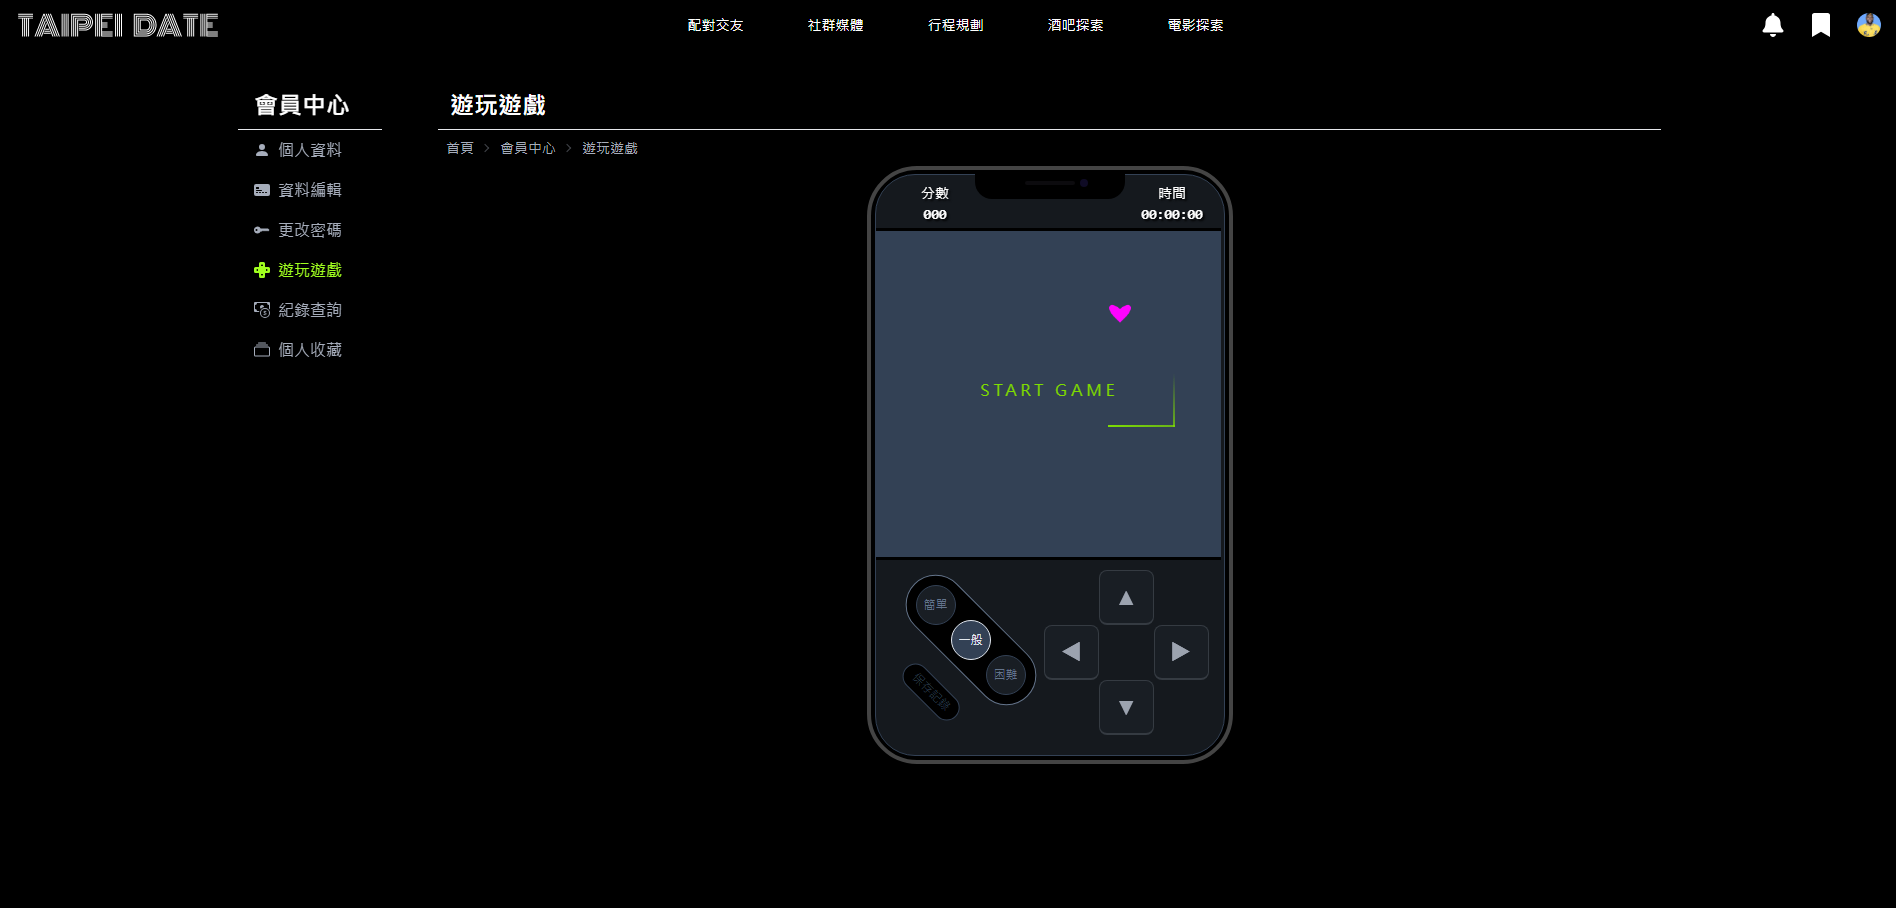 TAIPEI DATE
配對交友
社群媒體
行程規劃
酒吧探索
電影探索
會員中心
個人資料
資料編輯
更改密碼
遊玩遊戲
紀錄查詢
個人收藏
遊玩遊戲
首頁 > 會員中心 > 遊玩遊戲
分數
000
時間
00:00:00
START GAME
簡單
一般
困難
保存記錄